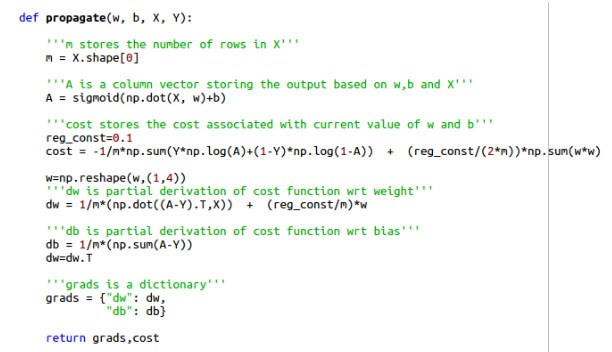 def propagate(w, b, X, Y):
'''m stores the number of rows in X'''
m = X.shape[0]
'''A is a column vector storing the output based on w,b and X'''
A = sigmoid(np.dot(X, w)+b)
'''cost stores the cost associated with current value of w and b'''
reg_const=0.1
cost = -1/m*np.sum(Y*np.log(A)+(1-Y)*np.log(1-A)) + (reg_const/(2*m))*np.sum(w*w)
w=np.reshape(w,(1,4))
'''dw is partial derivation of cost function wrt weight'''
dw = 1/m*(np.dot((A-Y).T,X)) + (reg_const/m)*w
'''db is partial derivation of cost function wrt bias'''
db = 1/m*(np.sum(A-Y))
dw=dw.T
'''grads is a dictionary'''
grads = {"dw": dw,
"db": db}
return grads,cost